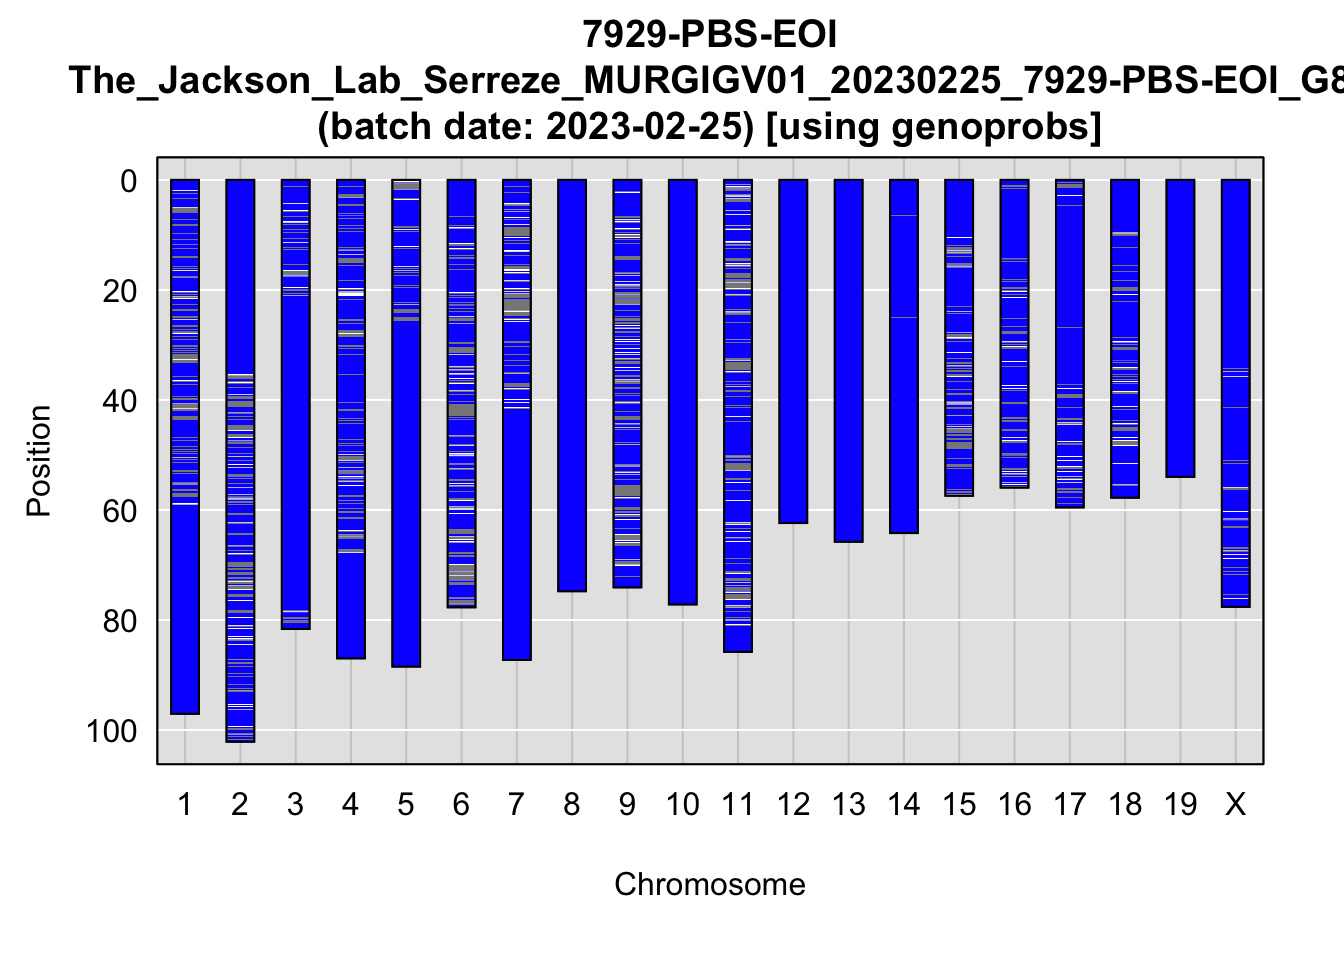 7929-PBS-EOI
The_Jackson_Lab_Serreze_MURGIGV01_20230225_7929-PBS-EOI_G8
(batch date: 2023-02-25) [using genoprobs]
0
20
40
60
80
100
Position
1 2 3 4 5 6 7 8 9 10 11 12 13 14 15 16 17 18 19 X
Chromosome